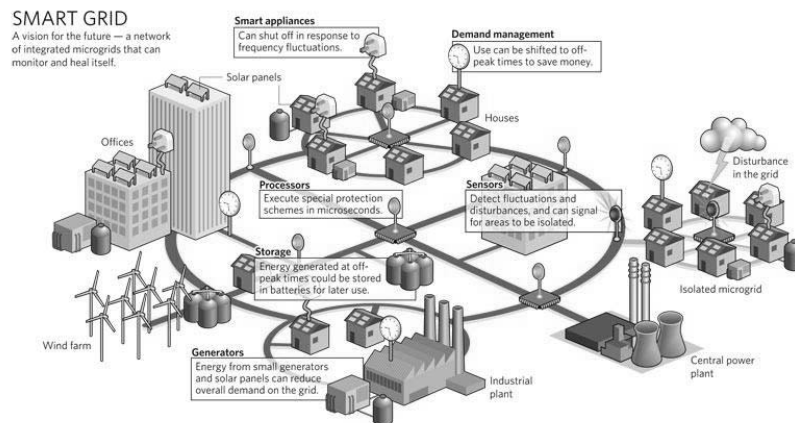 SMART GRID
A vision for the future — a network
of integrated microgrids that can
monitor and heal itself.
Smart appliances
Can shut off in response to
frequency fluctuations.
Demand management
Use can be shifted to off-
peak times to save money.
Solar panels
Offices
Houses
Disturbance
in the grid
Processors
Execute special protection
schemes in microseconds.
Sensors
Detect fluctuations and
disturbances, and can signal
for areas to be isolated.
Storage
Energy generated at off-
peak times could be stored
in batteries for later use.
Isolated microgrid
Wind farm
Generators
Energy from small generators
and solar panels can reduce
overall demand on the grid.
Industrial
plant
Central power
plant